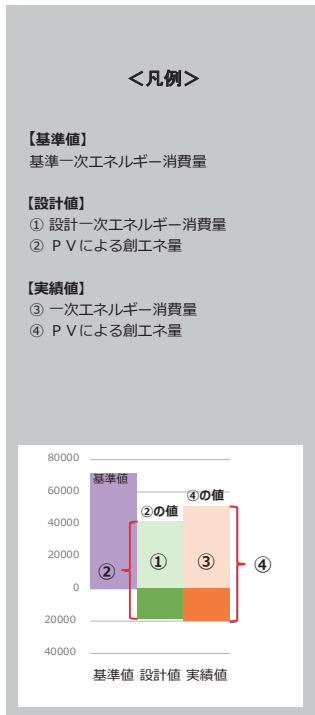 ＜凡例＞
【基準値】
基準一次エネルギー消費量
【設計値】
① 設計一次エネルギー消費量
② ＰＶによる創エネ量
【実績値】
③ 一次エネルギー消費量
④ ＰＶによる創エネ量
80000
60000
40000
20000
0
20000
40000
基準値
②の値
④の値
②
①
③
④
基準値 設計値 実績値